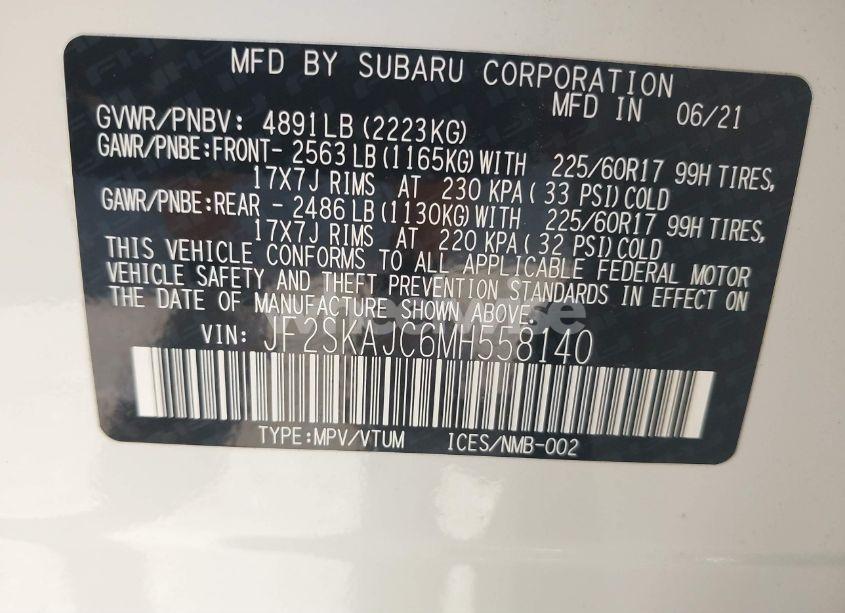 MFD BY SUBARU CORPORATION
MFD IN 06/21
GVWR/PNBV: 4891LB (2223KG)
GAWR/PNBE:FRONT- 2563 LB (1165KG) WITH 225/60R17 99H TIRES,
17X7J RIMS AT 230 KPA ( 33 PSI) COLD
GAWR/PNBE:REAR - 2486 LB (1130KG) WITH 225/60R17 99H TIRES,
17X7J RIMS AT 220 KPA ( 32 PSI) COLD
THIS VEHICLE CONFORMS TO ALL APPLICABLE FEDERAL MOTOR
VEHICLE SAFETY AND THEFT PREVENTION STANDARDS IN EFFECT ON
THE DATE OF MANUFACTURE SHOWN ABOVE.
VIN: JF2SKAJC6MH558140
TYPE:MPV/VTUM ICES/NMB-002